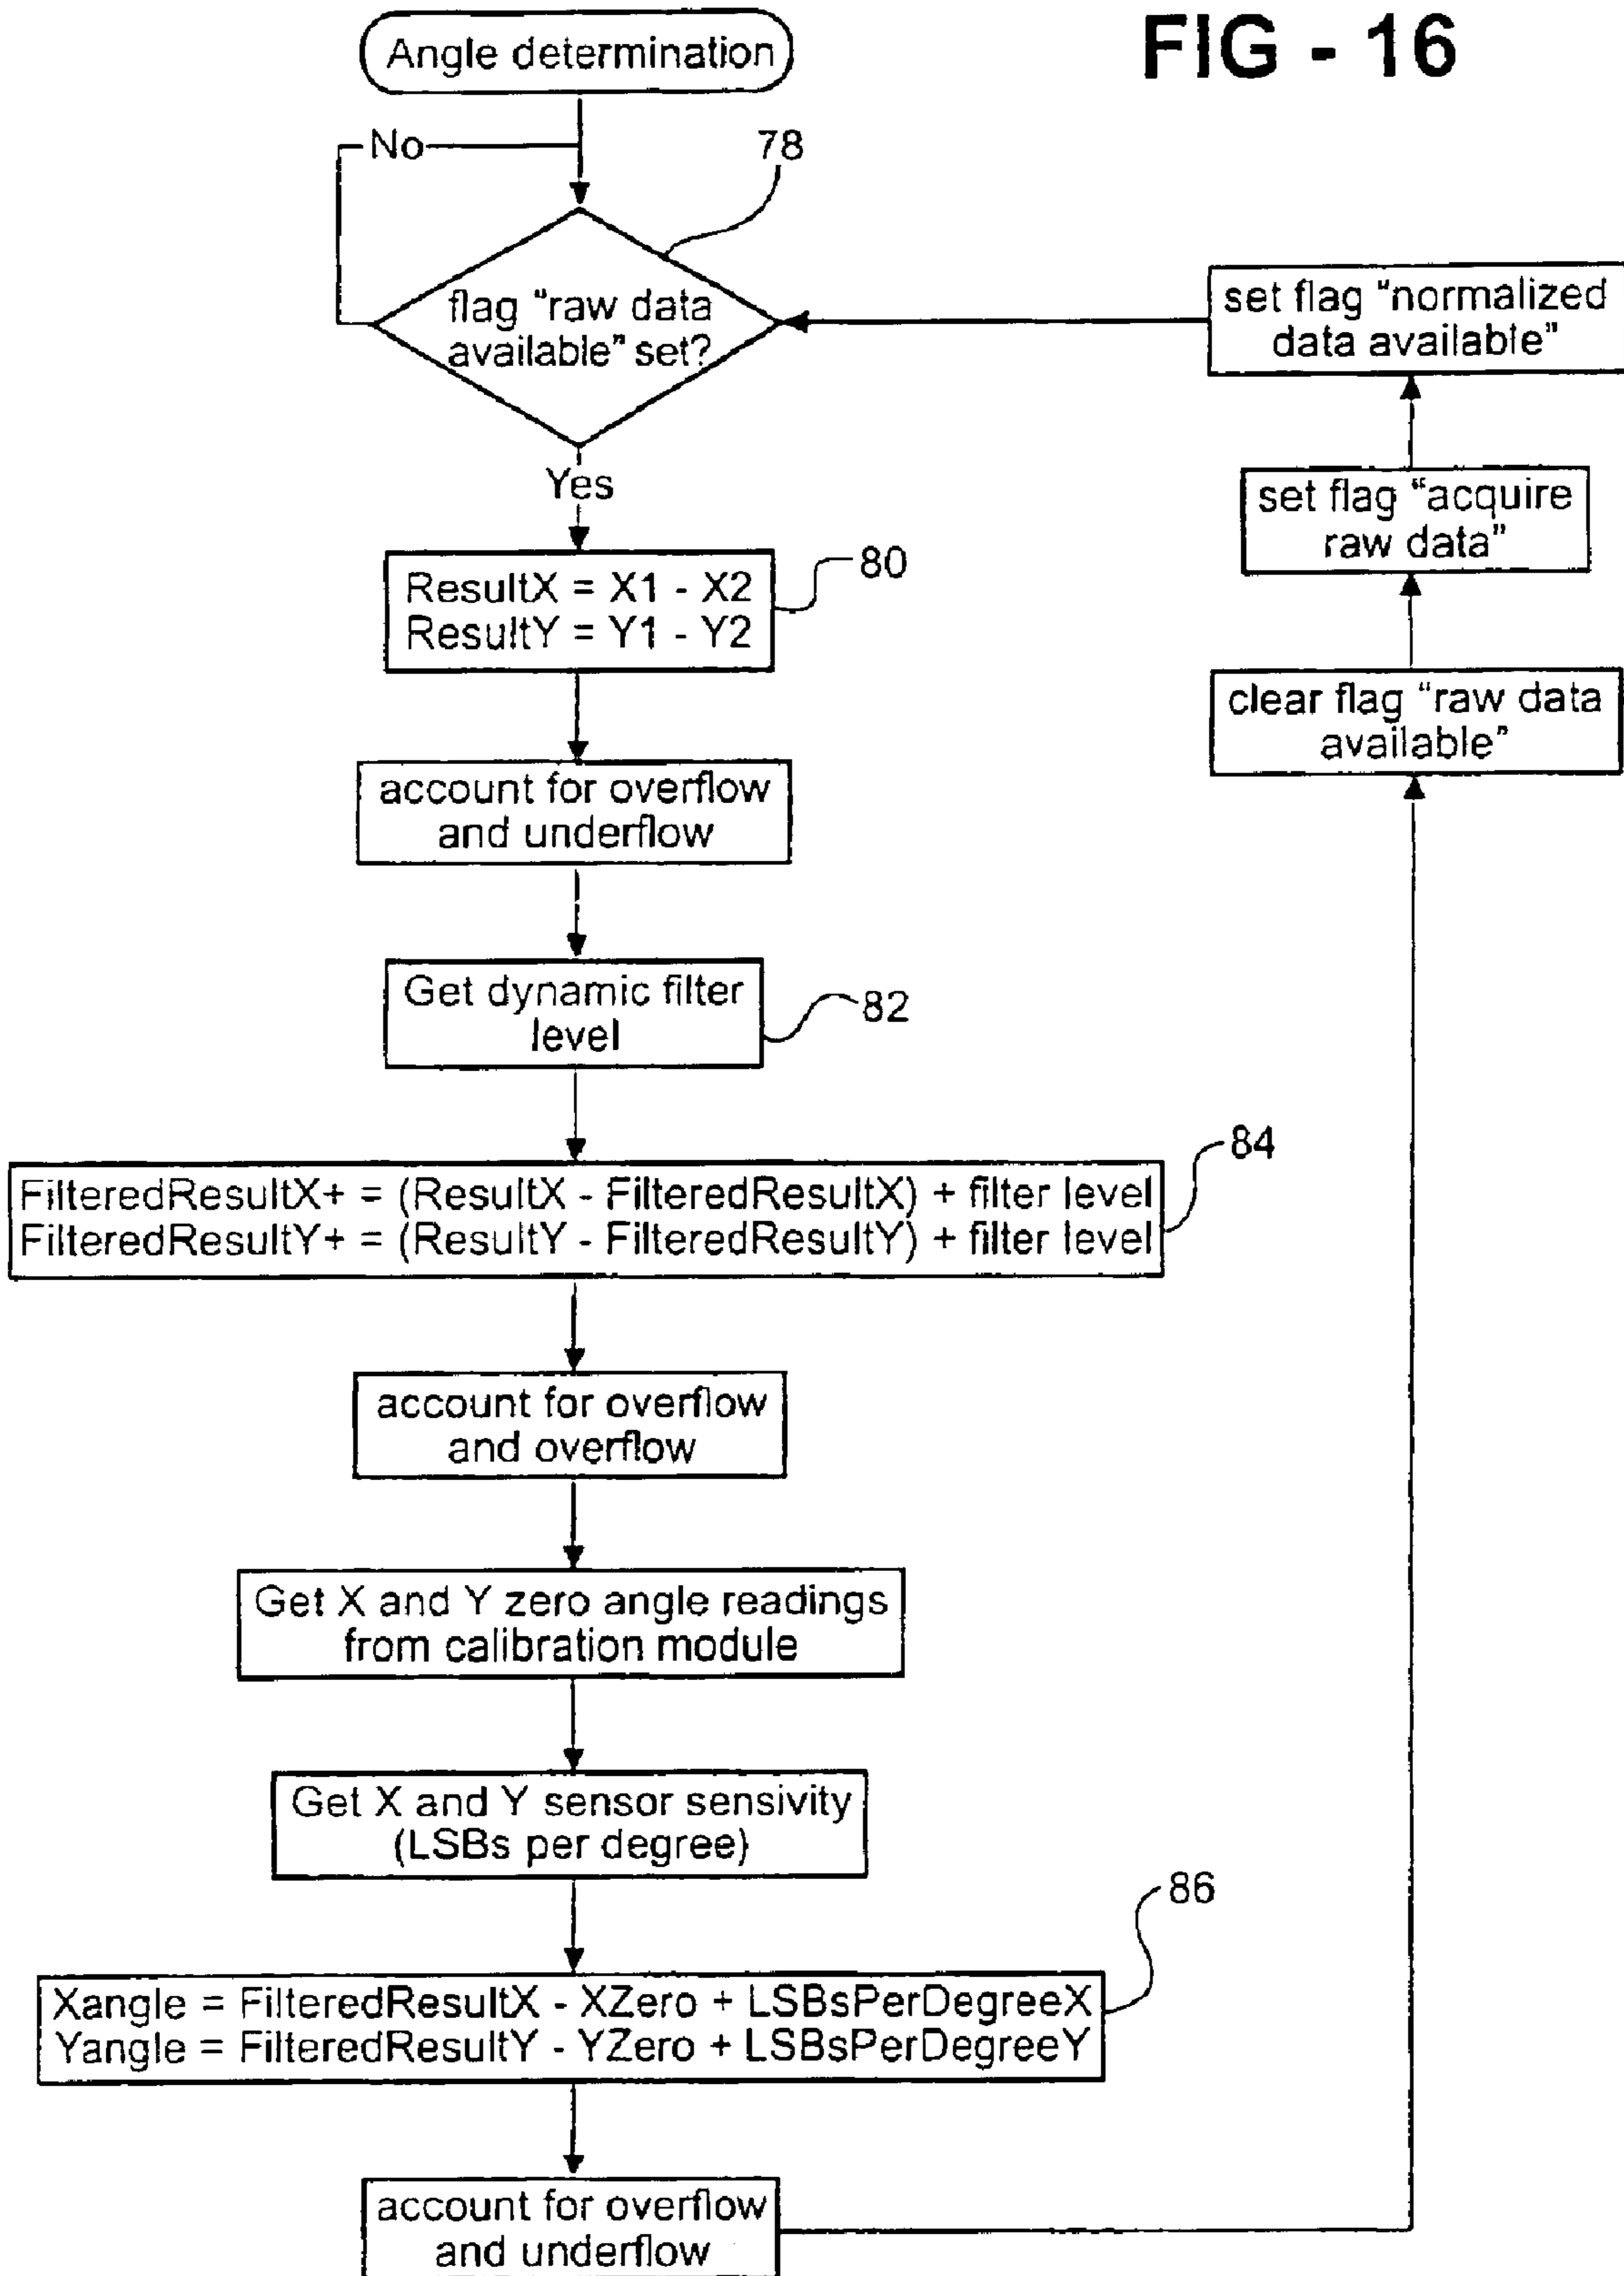 FIG - 16
Angle determination
No
78
flag "raw data
available" set?
Yes
ResultX = X1 - X2
ResultY = Y1 - Y2
80
account for overflow
and underflow
Get dynamic filter
level
82
84
FilteredResultX+ = (ResultX - FilteredResultX) + filter level
FilteredResultY+ = (ResultY - FilteredResultY) + filter level
account for overflow
and overflow
Get X and Y zero angle readings
from calibration module
Get X and Y sensor sensivity
(LSBs per degree)
86
Xangle = FilteredResultX - XZero + LSBsPerDegreeX
Yangle = FilteredResultY - YZero + LSBsPerDegreeY
account for overflow
and underflow
clear flag "raw data
available"
set flag "acquire
raw data"
set flag "normalized
data available"